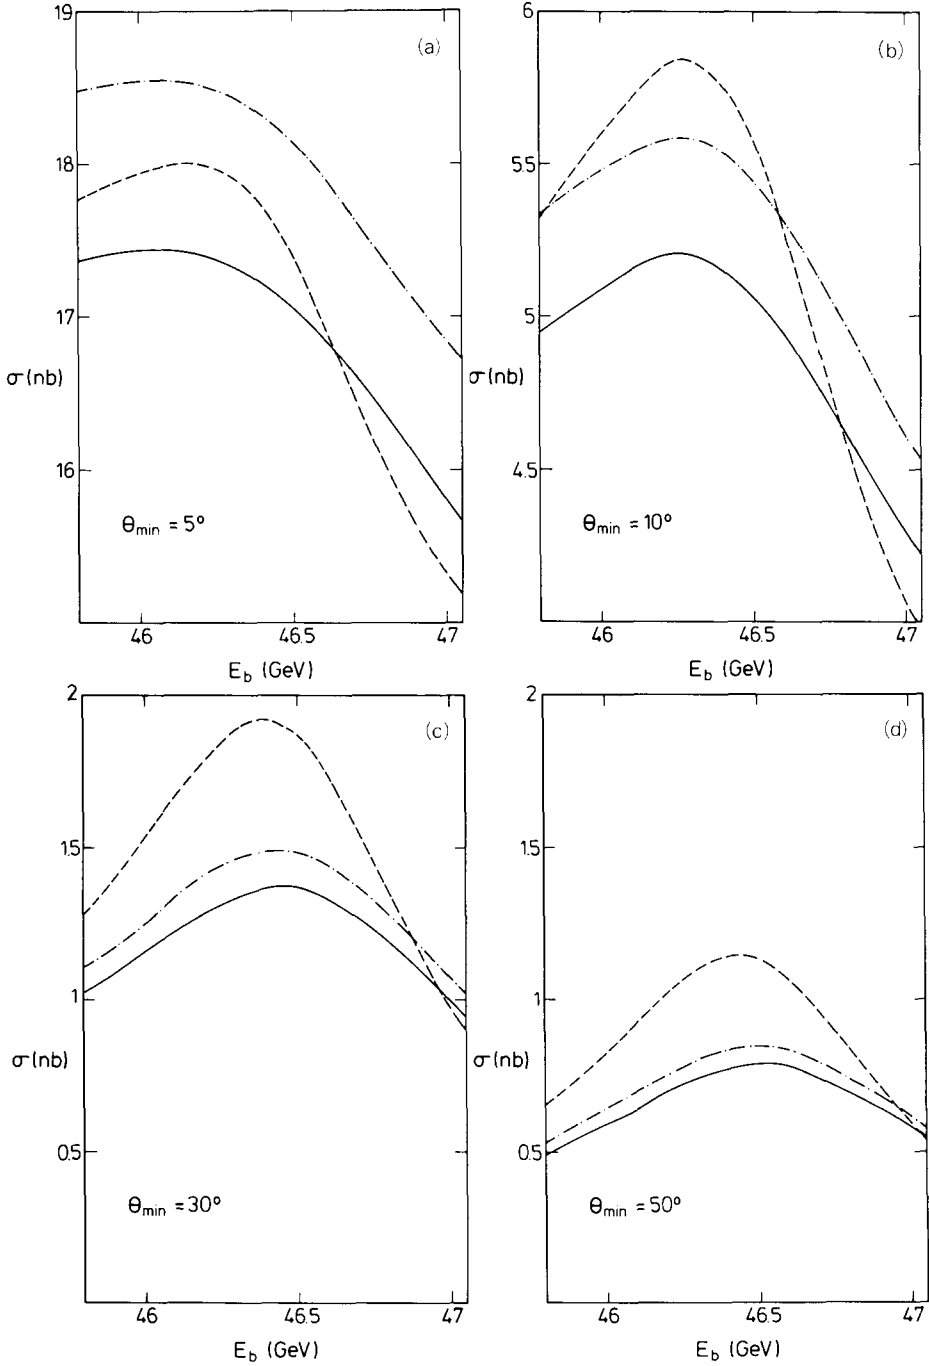 19
(a)
18
17
σ (nb)
16
θmin = 5°
46
46.5
47
Eb (GeV)
6
(b)
5.5
5
σ (nb)
4.5
θmin = 10°
46
46.5
47
Eb (GeV)
2
(c)
1.5
1
σ (nb)
0.5
θmin = 30°
46
46.5
47
Eb (GeV)
2
(d)
1.5
1
σ (nb)
0.5
θmin = 50°
46
46.5
47
Eb (GeV)